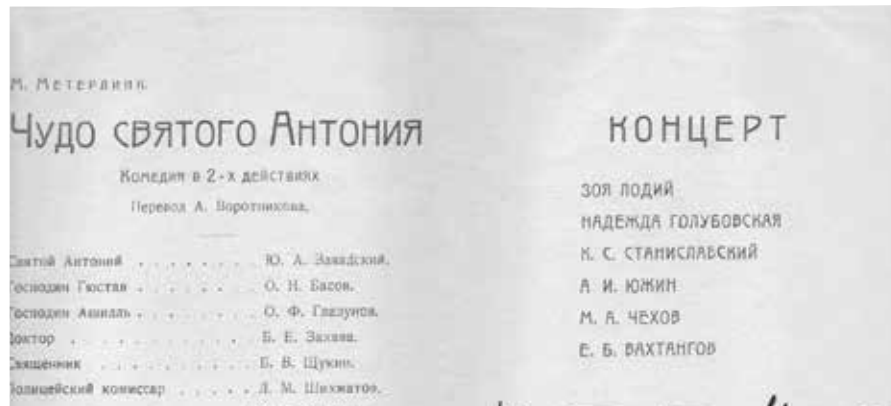 М. Метерлинк
Чудо святого Антония
Комедия в 2-х действиях
Перевод А. Воротникова.
Святой Антоний . . . . . . . . Ю. А. Завадский.
Господин Гюстав . . . . . . . О. Н. Басов.
Господин Ашилль . . . . . . . О. Ф. Глазунов.
Доктор . . . . . . . . . . . Б. Е. Захава.
Священник . . . . . . . . . . Б. В. Щукин.
Полицейский комиссар . . . . . Л. М. Шихматов.
КОНЦЕРТ
ЗОЯ ЛОДИЙ
НАДЕЖДА ГОЛУБОВСКАЯ
К. С. СТАНИСЛАВСКИЙ
А. И. ЮЖИН
М. А. ЧЕХОВ
Е. Б. ВАХТАНГОВ